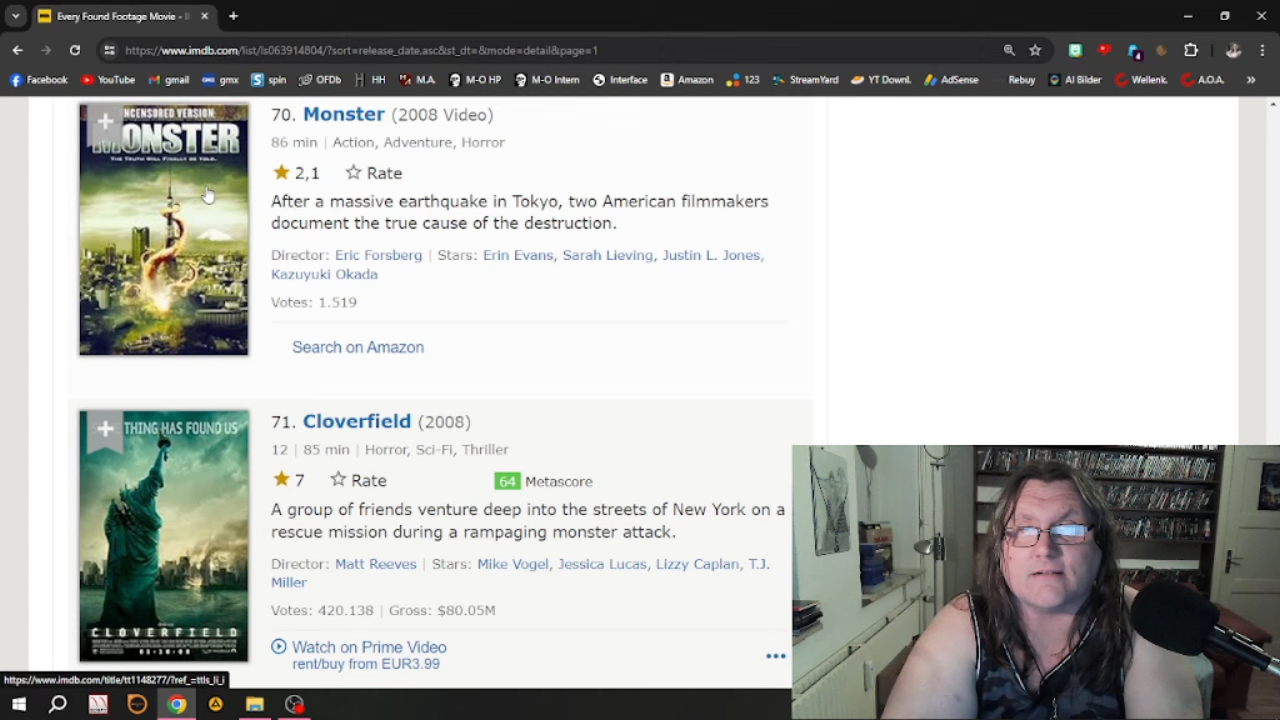 Every Found Footage Movie - I
https://www.imdb.com/list/ls063914804/?sort=release_date,asc&st_dt=&mode=detail&page=1
Facebook YouTube gmail gmx spin OFDb HH M.A M-O HP M-O Intern Interface Amazon 123 StreamYard YT Downl. AdSense Rebuy AI Bilder Wellenk. A.O.A. »
NCENSORED VERSION
MONSTER
THE TRUTH WILL FINALLY BE TOLD.
70. Monster (2008 Video)
86 min | Action, Adventure, Horror
2,1 Rate
After a massive earthquake in Tokyo, two American filmmakers
document the true cause of the destruction.
Director: Eric Forsberg | Stars: Erin Evans, Sarah Lieving, Justin L. Jones,
Kazuyuki Okada
Votes: 1.519
Search on Amazon
THING HAS FOUND US
CLOVERFIELD
71. Cloverfield (2008)
12 | 85 min | Horror, Sci-Fi, Thriller
7 Rate 64 Metascore
A group of friends venture deep into the streets of New York on a
rescue mission during a rampaging monster attack.
Director: Matt Reeves | Stars: Mike Vogel, Jessica Lucas, Lizzy Caplan, T.J.
Miller
Votes: 420.138 | Gross: $80.05M
Watch on Prime Video
rent/buy from EUR3.99
https://www.imdb.com/title/tt1148277/?ref_=ttls_li_i